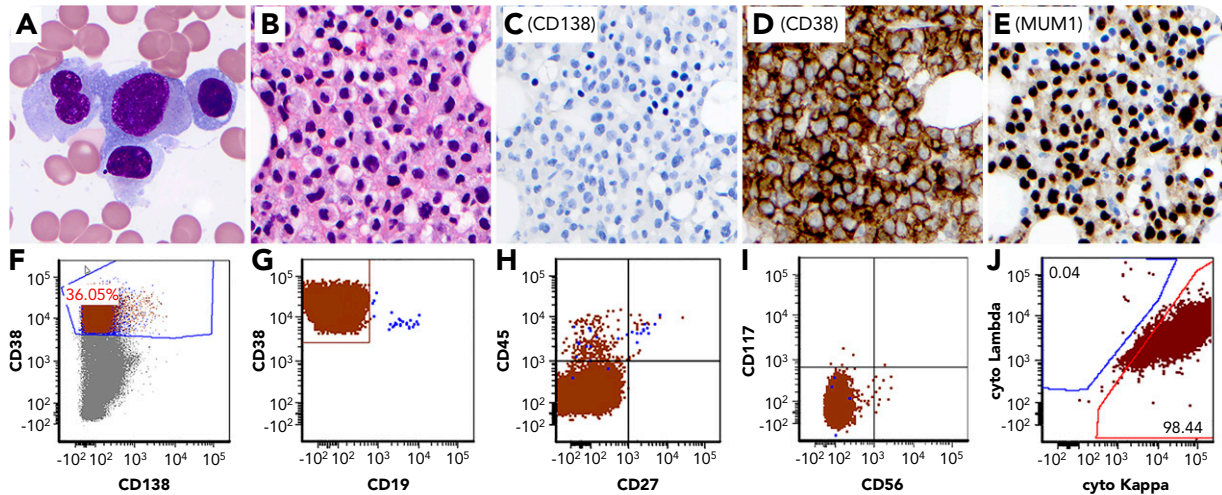 A
B
C (CD138)
D (CD38)
E (MUM1)
F
36.05%
CD38
10⁵
10⁴
10³
10²
-10²
-10² 10² 10³ 10⁴ 10⁵
CD138
G
CD38
10⁵
10⁴
10³
10²
-10²
-10² 10² 10³ 10⁴ 10⁵
CD19
H
CD45
10⁵
10⁴
10³
10²
-10²
-10² 10² 10³ 10⁴ 10⁵
CD27
I
CD117
10⁵
10⁴
10³
10²
-10²
-10² 10² 10³ 10⁴ 10⁵
CD56
J
0.04
cyto Lambda
10⁵
10⁴
10³
10²
-10²
98.44
-10² 10² 10³ 10⁴ 10⁵
cyto Kappa